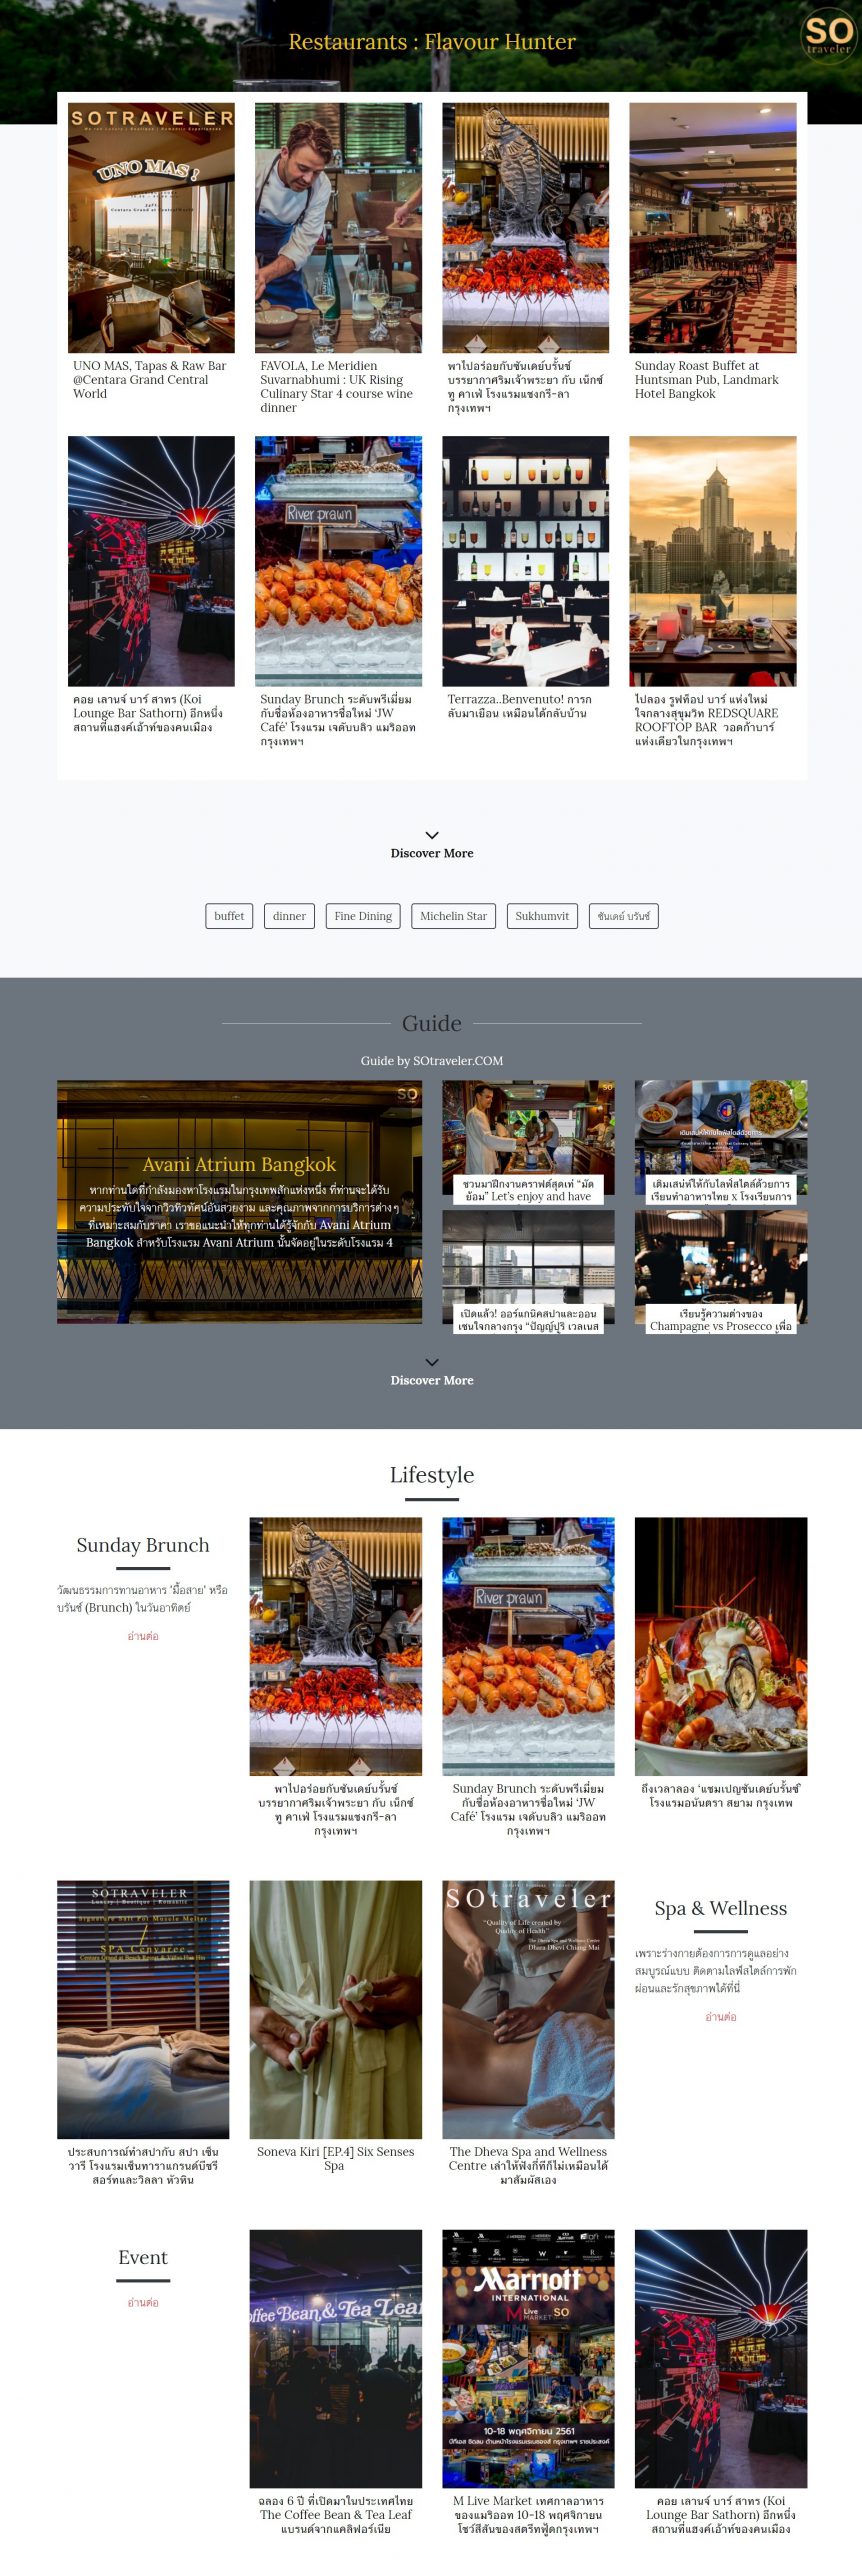 Restaurants : Flavour Hunter
SO
traveler
SOTRAVELER
UNO MAS!
Centara Grand at CentralWorld
UNO MAS, Tapas & Raw Bar
@Centara Grand Central
World
FAVOLA, Le Meridien
Suvarnabhumi : UK Rising
Culinary Star 4 course wine
dinner
พาไปอร่อยกับซันเดย์บรั้นช์
บรรยากาศริมเจ้าพระยา กับ เน็กซ์
ทู คาเฟ่ โรงแรมแชงกรี-ลา
กรุงเทพฯ
Sunday Roast Buffet at
Huntsman Pub, Landmark
Hotel Bangkok
River prawn
คอย เลานจ์ บาร์ สาทร (Koi
Lounge Bar Sathorn) อีกหนึ่ง
สถานที่แฮงค์เอ้าท์ของคนเมือง
Sunday Brunch ระดับพรีเมี่ยม
กับชื่อห้องอาหารชื่อใหม่ ‘JW
Café’ โรงแรม เจดับบลิว แมริออท
กรุงเทพฯ
Terrazza..Benvenuto! การก
ลับมาเยือน เหมือนได้กลับบ้าน
ไปลอง รูฟท็อป บาร์ แห่งใหม่
ใจกลางสุขุมวิท REDSQUARE
ROOFTOP BAR วอดก้าบาร์
แห่งเดียวในกรุงเทพฯ
Discover More
buffet
dinner
Fine Dining
Michelin Star
Sukhumvit
ซันเดย์ บรันช์
Guide
Guide by SOtraveler.COM
SO
Avani Atrium Bangkok
หากท่านใดที่กำลังมองหาโรงแรมในกรุงเทพสักแห่งหนึ่ง ที่ท่านจะได้รับ
ความประทับใจจากวิวทิวทัศน์อันสวยงาม และคุณภาพจากการบริการต่างๆ
ที่เหมาะสมกับราคา เราขอแนะนำให้ทุกท่านได้รู้จักกับ Avani Atrium
Bangkok สำหรับโรงแรม Avani Atrium นั้นจัดอยู่ในระดับโรงแรม 4
SO
ชวนมาฝึกงานคราฟต์สุดเท่ “มัด
ย้อม” Let’s enjoy and have
เติมเสน่ห์ให้กับไลฟ์สไตล์ด้วยการ
เติมเสน่ห์ให้กับไลฟ์สไตล์ด้วยการ
เรียนทำอาหารไทย x โรงเรียนการ
เปิดแล้ว! ออร์แกนิคสปาและออน
เซนใจกลางกรุง “ปัญญ์ปุริ เวลเนส
เรียนรู้ความต่างของ
Champagne vs Prosecco เพื่อ
Discover More
Lifestyle
Sunday Brunch
วัฒนธรรมการทานอาหาร 'มื้อสาย' หรือ
บรันช์ (Brunch) ในวันอาทิตย์
อ่านต่อ
River prawn
พาไปอร่อยกับซันเดย์บรั้นช์
บรรยากาศริมเจ้าพระยา กับ เน็กซ์
ทู คาเฟ่ โรงแรมแชงกรี-ลา
กรุงเทพฯ
Sunday Brunch ระดับพรีเมี่ยม
กับชื่อห้องอาหารชื่อใหม่ ‘JW
Café’ โรงแรม เจดับบลิว แมริออท
กรุงเทพฯ
ถึงเวลาลอง ‘แชมเปญซันเดย์บรั้นช์’
โรงแรมอนันตรา สยาม กรุงเทพ
SOTRAVELER
Luxury | Boutique | Romantic
Signature Salt Pot Muscle Melter
SPA Cenvaree
Centara Grand at Beach Resort & Villas Hua Hin
SOtraveler
“Quality of Life created by
Quality of Health”
The Dheva Spa and Wellness Centre
Dhara Dhevi Chiang Mai
Spa & Wellness
เพราะร่างกายต้องการการดูแลอย่าง
สมบูรณ์แบบ ติดตามไลฟ์สไตล์การพัก
ผ่อนและรักสุขภาพได้ที่นี่
อ่านต่อ
ประสบการณ์ทำสปากับ สปา เซ็น
วารี โรงแรมเซ็นทาราแกรนด์บีชรี
สอร์ทและวิลลา หัวหิน
Soneva Kiri [EP.4] Six Senses
Spa
The Dheva Spa and Wellness
Centre เล่าให้ฟังกี่ทีก็ไม่เหมือนได้
มาสัมผัสเอง
Event
อ่านต่อ
offee Bean & Tea Leaf
Marriott
INTERNATIONAL
M Live
MARKET
SO
10-18 พฤศจิกายน 2561
ฉลอง 6 ปี ที่เปิดมาในประเทศไทย
The Coffee Bean & Tea Leaf
แบรนด์จากแคลิฟอร์เนีย
M Live Market เทศกาลอาหาร
ของแมริออท 10-18 พฤศจิกายน
โชว์สีสันของสตรีทฟู้ดกรุงเทพฯ
คอย เลานจ์ บาร์ สาทร (Koi
Lounge Bar Sathorn) อีกหนึ่ง
สถานที่แฮงค์เอ้าท์ของคนเมือง